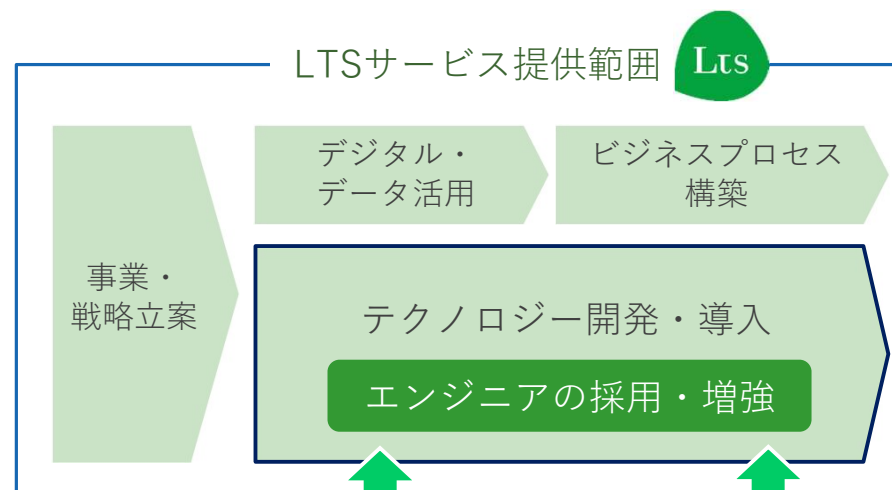 LTSサービス提供範囲
Lτs
デジタル・
データ活用
ビジネスプロセス
構築
事業・
戦略立案
テクノロジー開発・導入
エンジニアの採用・増強